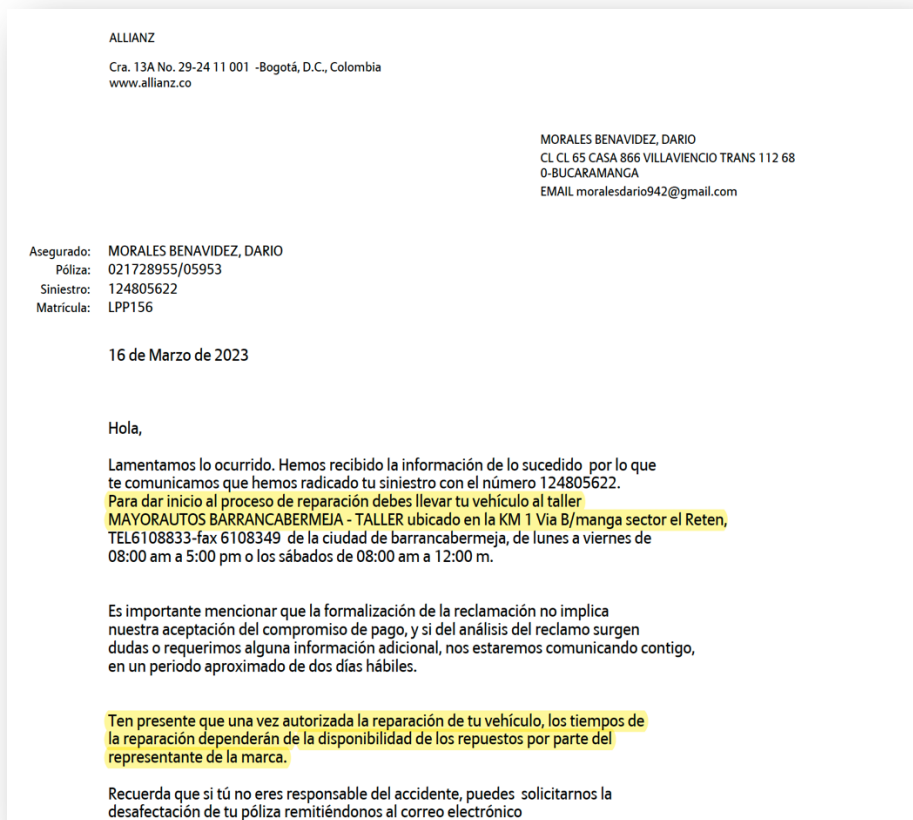 ALLIANZ
Cra. 13A No. 29-24 11 001 -Bogotá, D.C., Colombia
www.allianz.co
MORALES BENAVIDEZ, DARIO
CL CL 65 CASA 866 VILLAVIENCIO TRANS 112 68
0-BUCARAMANGA
EMAIL moralesdario942@gmail.com
Asegurado: MORALES BENAVIDEZ, DARIO
Póliza: 021728955/05953
Siniestro: 124805622
Matrícula: LPP156
16 de Marzo de 2023
Hola,
Lamentamos lo ocurrido. Hemos recibido la información de lo sucedido por lo que
te comunicamos que hemos radicado tu siniestro con el número 124805622.
Para dar inicio al proceso de reparación debes llevar tu vehículo al taller
MAYORAUTOS BARRANCABERMEJA - TALLER ubicado en la KM 1 Via B/manga sector el Reten,
TEL6108833-fax 6108349 de la ciudad de barrancabermeja, de lunes a viernes de
08:00 am a 5:00 pm o los sábados de 08:00 am a 12:00 m.
Es importante mencionar que la formalización de la reclamación no implica
nuestra aceptación del compromiso de pago, y si del análisis del reclamo surgen
dudas o requerimos alguna información adicional, nos estaremos comunicando contigo,
en un periodo aproximado de dos días hábiles.
Ten presente que una vez autorizada la reparación de tu vehículo, los tiempos de
la reparación dependerán de la disponibilidad de los repuestos por parte del
representante de la marca.
Recuerda que si tú no eres responsable del accidente, puedes solicitarnos la
desafectación de tu póliza remitiéndonos al correo electrónico